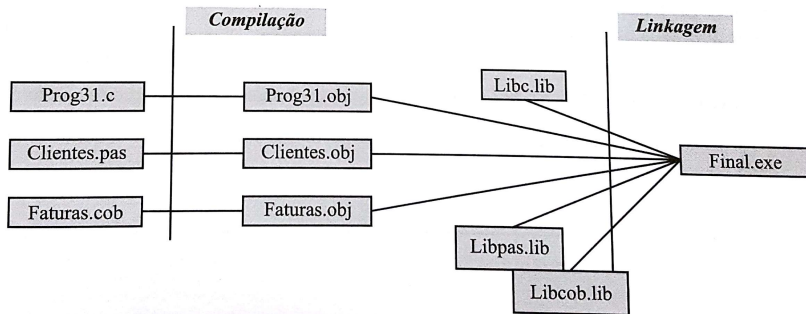 Compilação
Linkagem
Prog31.c
Prog31.obj
Libc.lib
Clientes.pas
Clientes.obj
Final.exe
Faturas.cob
Faturas.obj
Libpas.lib
Libcob.lib